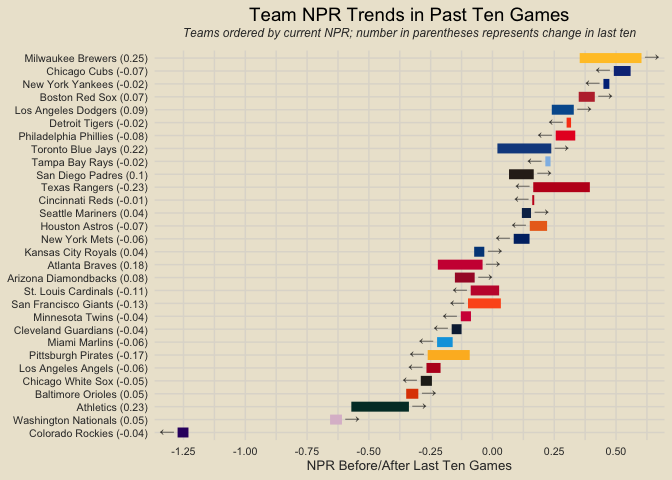 Team NPR Trends in Past Ten Games
Teams ordered by current NPR; number in parentheses represents change in last ten
Milwaukee Brewers (0.25)
Chicago Cubs (-0.07)
New York Yankees (-0.02)
Boston Red Sox (0.07)
Los Angeles Dodgers (0.09)
Detroit Tigers (-0.02)
Philadelphia Phillies (-0.08)
Toronto Blue Jays (0.22)
Tampa Bay Rays (-0.02)
San Diego Padres (0.1)
Texas Rangers (-0.23)
Cincinnati Reds (-0.01)
Seattle Mariners (0.04)
Houston Astros (-0.07)
New York Mets (-0.06)
Kansas City Royals (0.04)
Atlanta Braves (0.18)
Arizona Diamondbacks (0.08)
St. Louis Cardinals (-0.11)
San Francisco Giants (-0.13)
Minnesota Twins (-0.04)
Cleveland Guardians (-0.04)
Miami Marlins (-0.06)
Pittsburgh Pirates (-0.17)
Los Angeles Angels (-0.06)
Chicago White Sox (-0.05)
Baltimore Orioles (0.05)
Athletics (0.23)
Washington Nationals (0.05)
Colorado Rockies (-0.04)
-1.25 -1.00 -0.75 -0.50 -0.25 0.00 0.25 0.50
NPR Before/After Last Ten Games